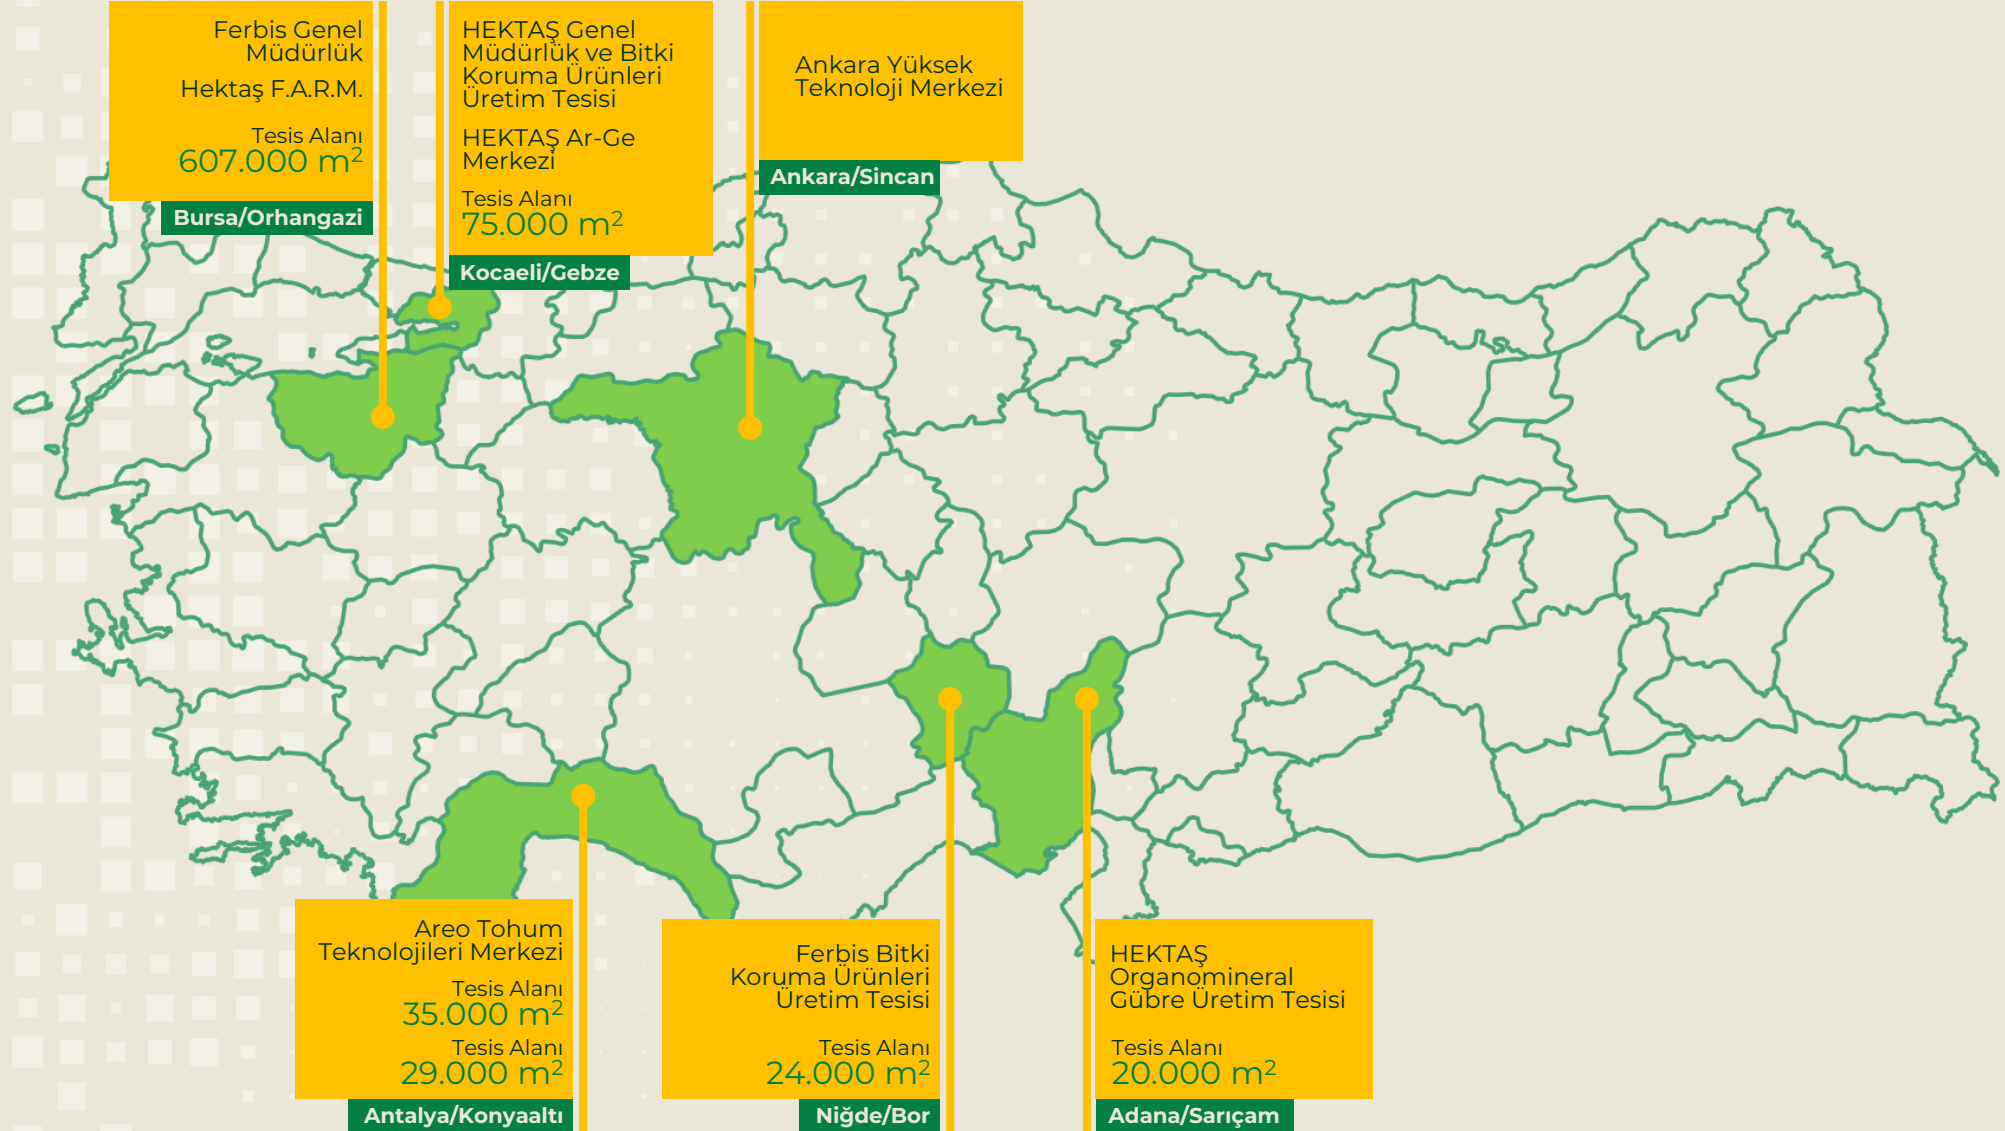 Ferbis Genel
Müdürlük
Hektaş F.A.R.M.
Tesis Alanı
607.000 m²
Bursa/Orhangazi
HEKTAŞ Genel
Müdürlük ve Bitki
Koruma Ürünleri
Üretim Tesisi
HEKTAŞ Ar-Ge
Merkezi
Tesis Alanı
75.000 m²
Kocaeli/Gebze
Ankara Yüksek
Teknoloji Merkezi
Ankara/Sincan
Areo Tohum
Teknolojileri Merkezi
Tesis Alanı
35.000 m²
Tesis Alanı
29.000 m²
Antalya/Konyaaltı
Ferbis Bitki
Koruma Ürünleri
Üretim Tesisi
Tesis Alanı
24.000 m²
Niğde/Bor
HEKTAŞ
Organomineral
Gübre Üretim Tesisi
Tesis Alanı
20.000 m²
Adana/Sarıçam